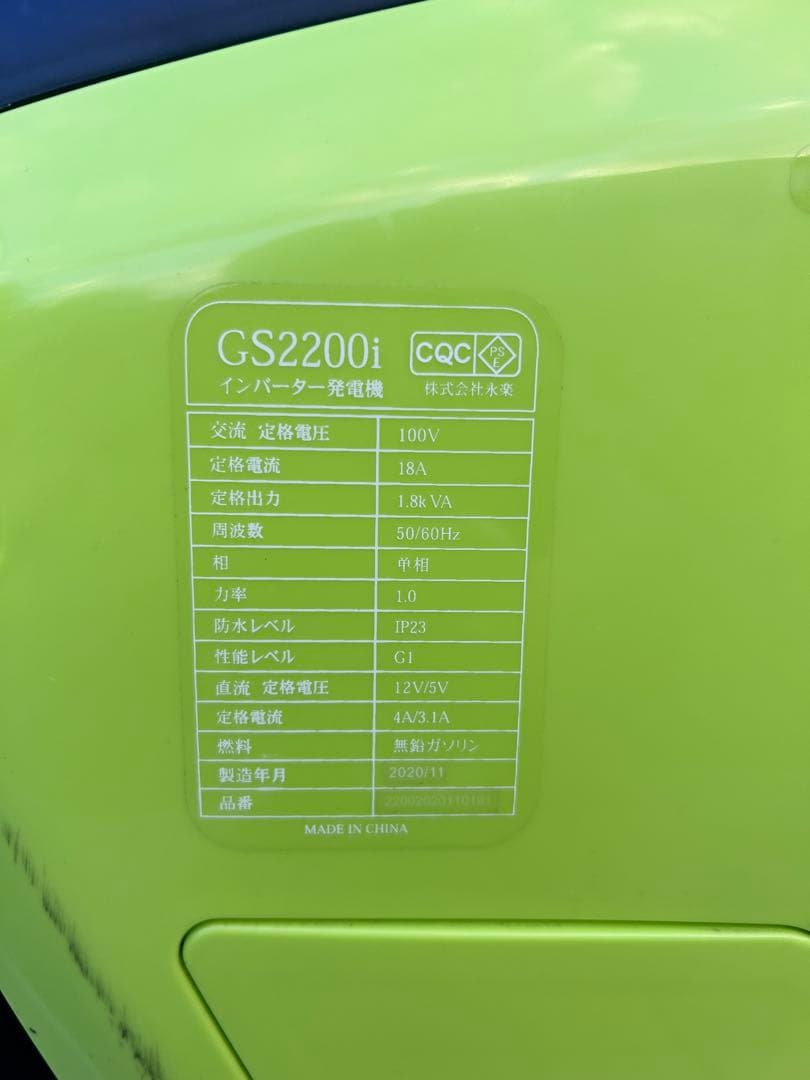 GS2200i CQC PSE
インバーター発電機 株式会社永楽
交流 定格電圧 100V
定格電流 18A
定格出力 1.8kVA
周波数 50/60Hz
相 单相
力率 1.0
防水レベル IP23
性能レベル G1
直流 定格電圧 12V/5V
定格電流 4A/3.1A
燃料 無鉛ガソリン
製造年月 2020/11
品番
MADE IN CHINA